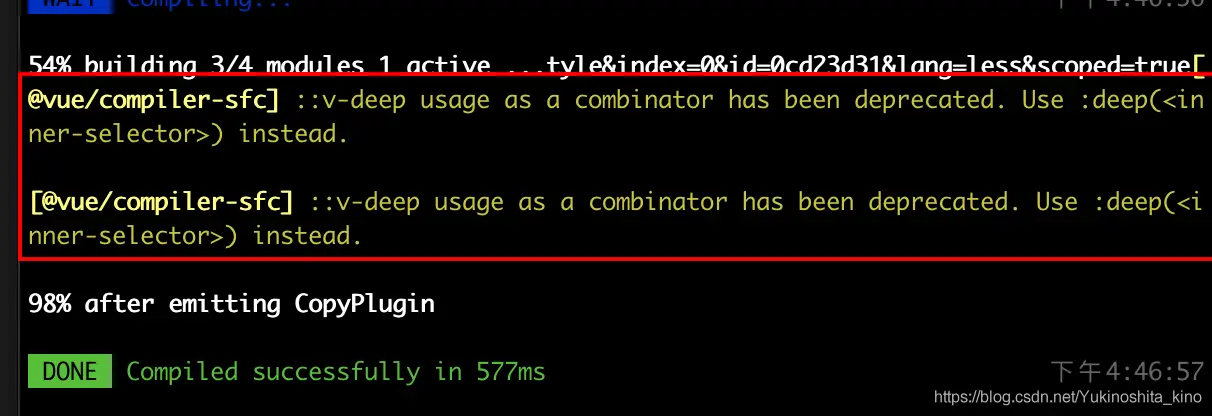 WAIT Compiling... 下午4:46:56
54% building 3/4 modules 1 active ...tyle&index=0&id=0cd23d31&lang=less&scoped=true[
@vue/compiler-sfc] ::v-deep usage as a combinator has been deprecated. Use :deep(<in
ner-selector>) instead.
[@vue/compiler-sfc] ::v-deep usage as a combinator has been deprecated. Use :deep(<i
nner-selector>) instead.
98% after emitting CopyPlugin
DONE Compiled successfully in 577ms 下午4:46:57
https://blog.csdn.net/Yukinoshita_kino